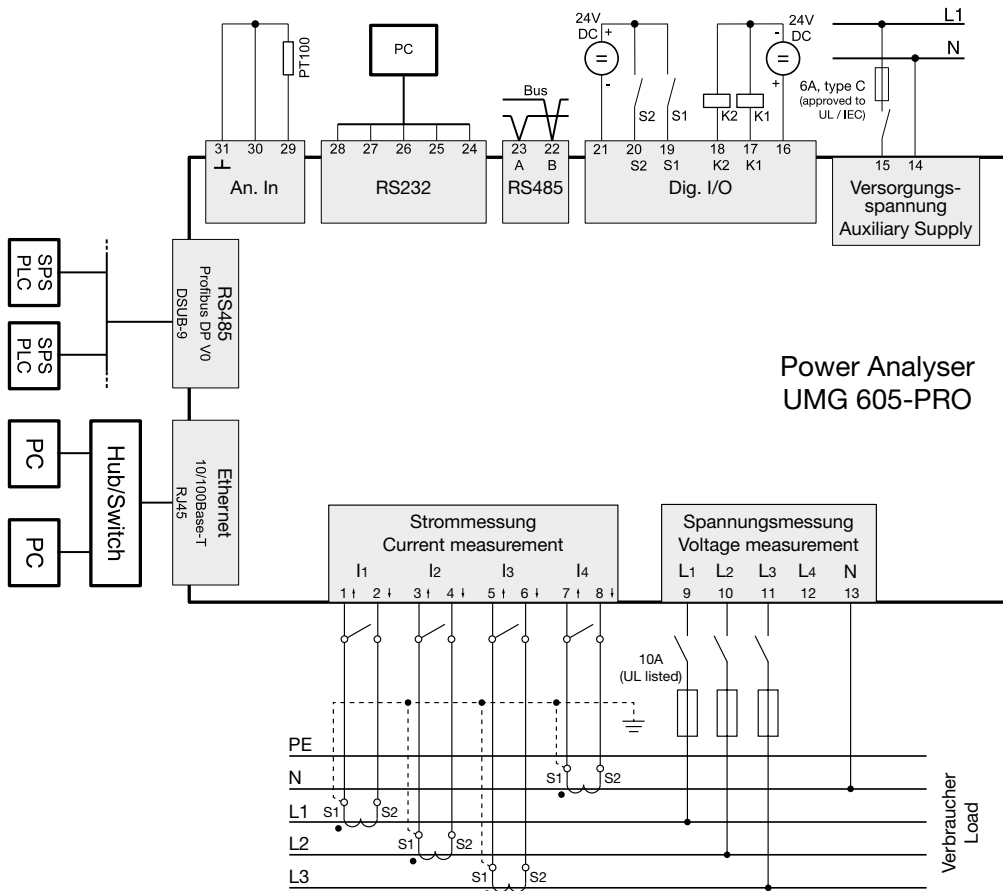 24V
DC
+
-
24V
DC
-
+
L1
N
PT100
PC
Bus
S2 S1
K2 K1
6A, type C
(approved to
UL / IEC)
31 30 29
28 27 26 25 24
23 22
A B
21 20 19 18 17 16
S2 S1 K2 K1
15 14
An. In
RS232
RS485
Dig. I/O
Versorgungs-
spannung
Auxiliary Supply
SPS
PLC
SPS
PLC
RS485
Profibus DP V0
DSUB-9
Power Analyser
UMG 605-PRO
PC
PC
Hub/Switch
Ethernet
10/100Base-T
RJ45
Strommessung
Current measurement
I1 I2 I3 I4
1 2 3 4 5 6 7 8
Spannungsmessung
Voltage measurement
L1 L2 L3 L4 N
9 10 11 12 13
10A
(UL listed)
PE
N
S1 S2
L1
S1 S2
L2
S1 S2
L3
S1 S2
Verbraucher
Load